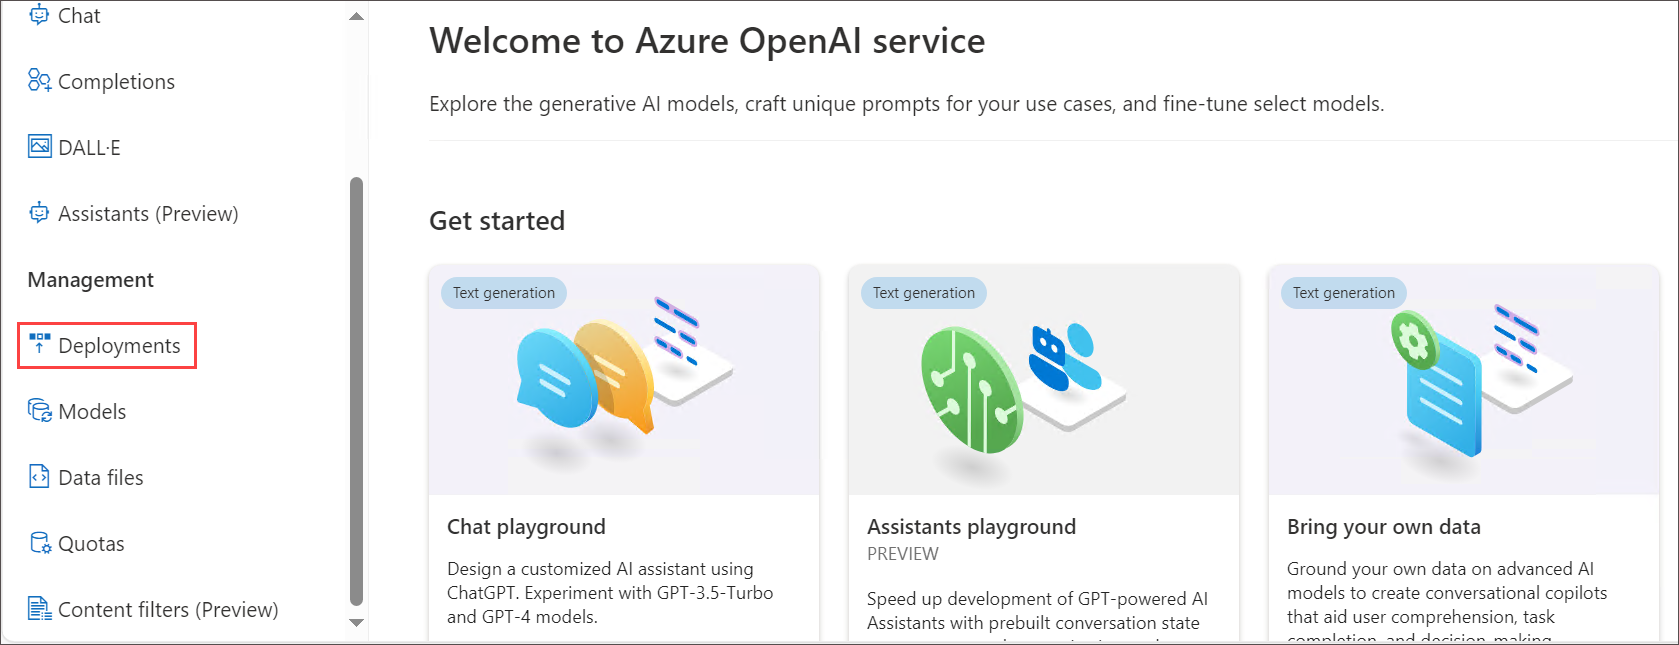 Chat
Completions
DALL·E
Assistants (Preview)
Management
Deployments
Models
Data files
Quotas
Content filters (Preview)
Welcome to Azure OpenAI service
Explore the generative AI models, craft unique prompts for your use cases, and fine-tune select models.
Get started
Text generation
Chat playground
Design a customized AI assistant using
ChatGPT. Experiment with GPT-3.5-Turbo
and GPT-4 models.
Text generation
Assistants playground
PREVIEW
Speed up development of GPT-powered AI
Assistants with prebuilt conversation state
Text generation
Bring your own data
Ground your own data on advanced AI
models to create conversational copilots
that aid user comprehension, task
completion, and decision-making